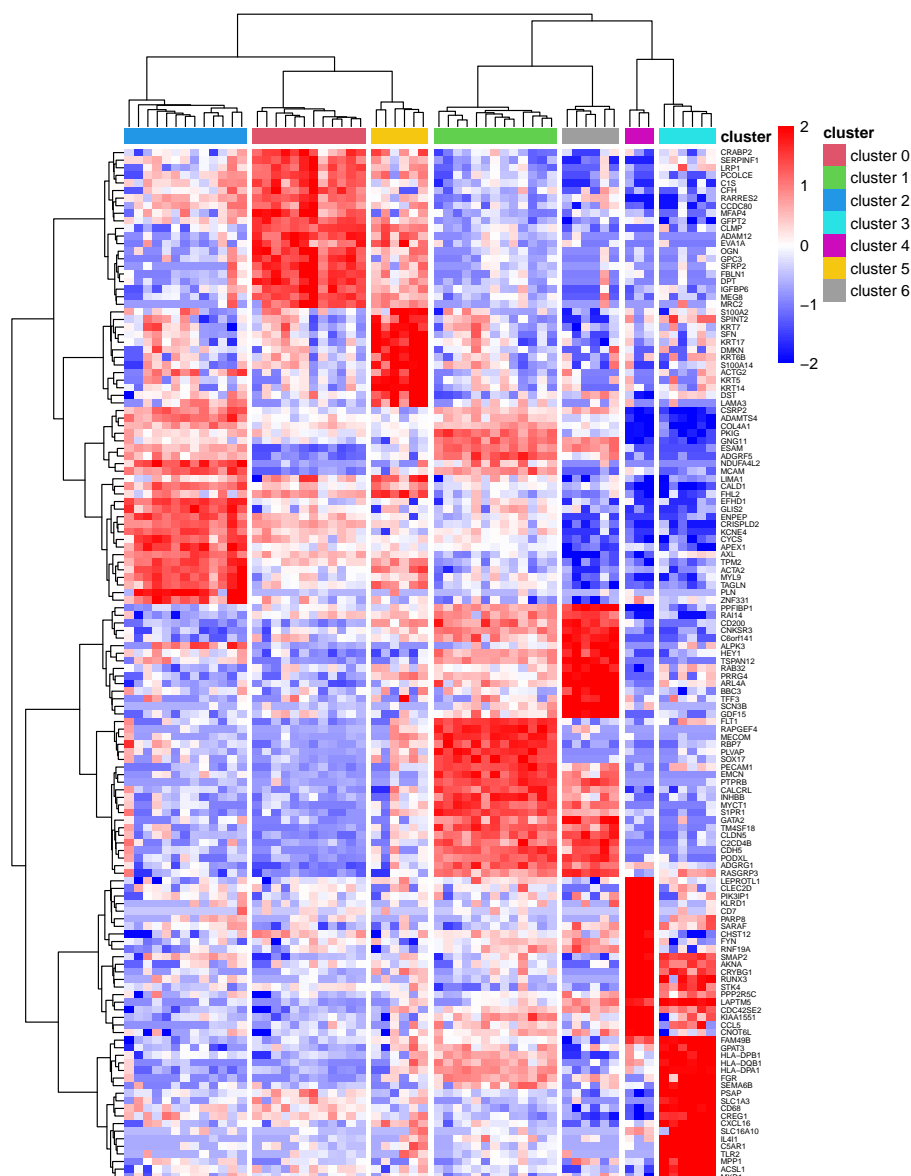 cluster
2
1
0
−1
−2
cluster
cluster 0
cluster 1
cluster 2
cluster 3
cluster 4
cluster 5
cluster 6
CRABP2
SERPINF1
LRP1
PCOLCE
C1S
CFH
RARRES2
CCDC80
MFAP4
GFPT2
CLMP
ADAM12
EVA1A
OGN
GPC3
SFRP2
FBLN1
DPT
IGFBP6
MEG8
MRC2
S100A2
SPINT2
KRT7
SFN
KRT17
DMKN
KRT6B
S100A14
ACTG2
KRT5
KRT14
DST
LAMA3
CSRP2
ADAMTS4
COL4A1
PKIG
GNG11
ESAM
ADGRF5
NDUFA4L2
MCAM
LIMA1
CALD1
FHL2
EFHD1
GLIS2
ENPEP
CRISPLD2
KCNE4
CYCS
APEX1
AXL
TPM2
ACTA2
MYL9
TAGLN
PLN
ZNF331
PPFIBP1
RAI14
CD200
CNKSR3
C6orf141
ALPK3
HEY1
TSPAN12
RAB32
PRRG4
ARL4A
BBC3
TFF3
SCN3B
GDF15
FLT1
RAPGEF4
MECOM
RBP7
PLVAP
SOX17
PECAM1
EMCN
PTPRB
CALCRL
INHBB
MYCT1
S1PR1
GATA2
TM4SF18
CLDN5
C2CD4B
CDH5
PODXL
ADGRG1
RASGRP3
LEPROTL1
CLEC2D
PIK3IP1
KLRD1
CD7
PARP8
SARAF
CHST12
FYN
RNF19A
SMAP2
AKNA
CRYBG1
RUNX3
STK4
PPP2R5C
LAPTM5
CDC42SE2
KIAA1551
CCL5
CNOT6L
FAM49B
GPAT3
HLA−DPB1
HLA−DQB1
HLA−DPA1
FGR
SEMA6B
PSAP
SLC1A3
CD68
CREG1
CXCL16
SLC16A10
IL4I1
C5AR1
TLR2
MPP1
ACSL1